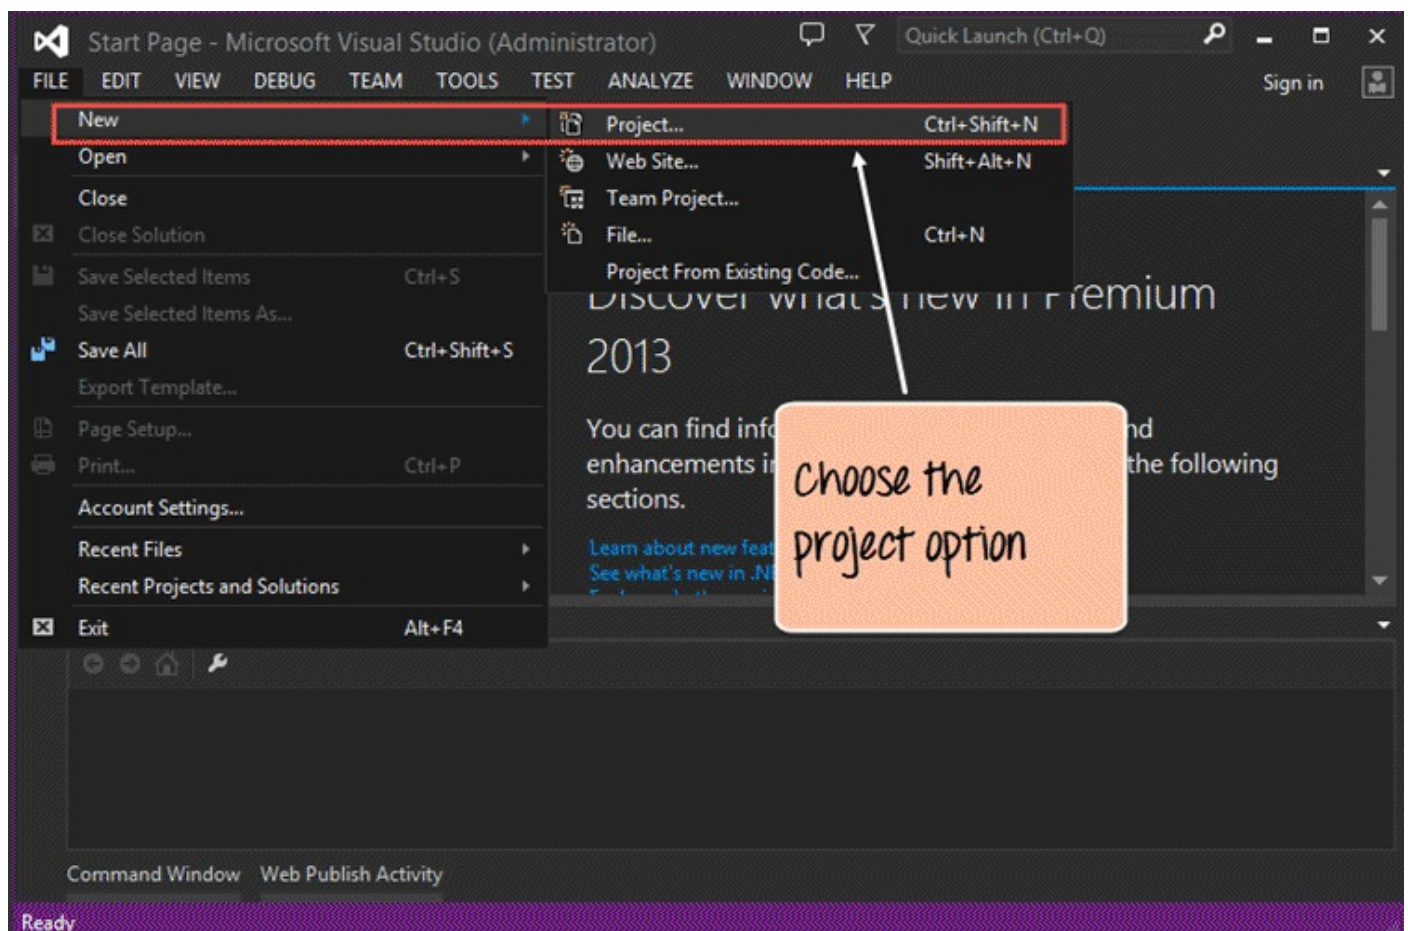 Start Page - Microsoft Visual Studio (Administrator)
Quick Launch (Ctrl+Q)
FILE EDIT VIEW DEBUG TEAM TOOLS TEST ANALYZE WINDOW HELP
Sign in
New
Open
Close
Close Solution
Save Selected Items Ctrl+S
Save Selected Items As...
Save All Ctrl+Shift+S
Export Template...
Page Setup...
Print... Ctrl+P
Account Settings...
Recent Files
Recent Projects and Solutions
Exit Alt+F4
Project... Ctrl+Shift+N
Web Site... Shift+Alt+N
Team Project...
File... Ctrl+N
Project From Existing Code...
Discover what's new in Premium
2013
You can find
enhancements the following
sections.
Learn about new
See what's new in
Choose the
project option
Command Window Web Publish Activity
Ready